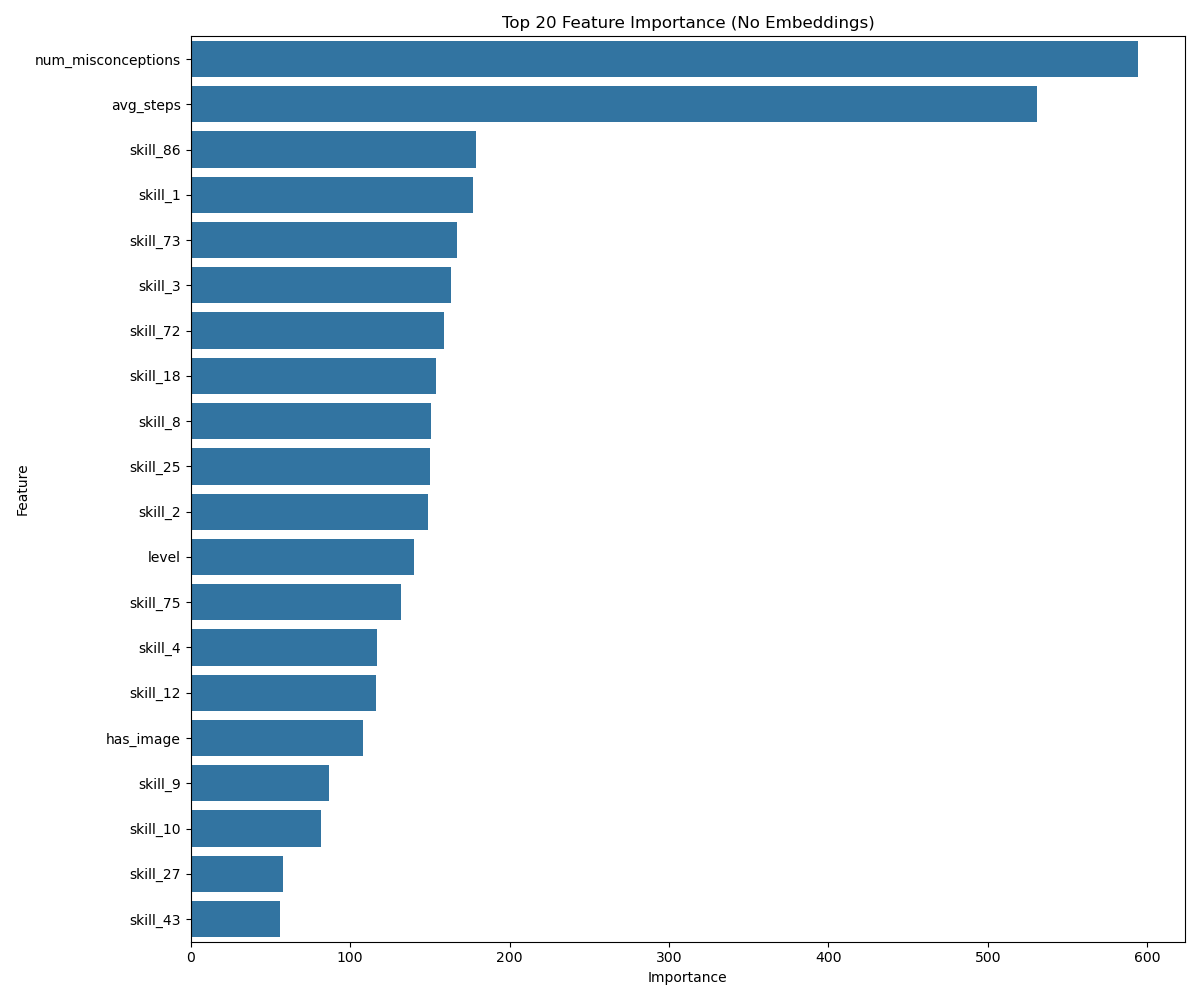 Top 20 Feature Importance (No Embeddings)
num_misconceptions
avg_steps
skill_86
skill_1
skill_73
skill_3
skill_72
skill_18
skill_8
skill_25
skill_2
level
skill_75
skill_4
skill_12
has_image
skill_9
skill_10
skill_27
skill_43
Feature
0 100 200 300 400 500 600
Importance